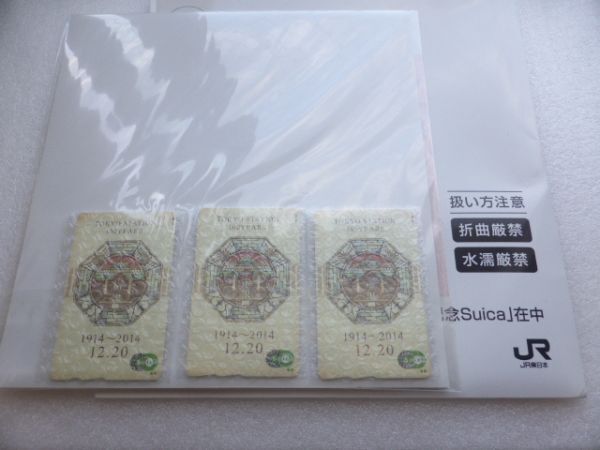 TOKYO STATION
100 YEARS
1914〜2014
12.20
TOKYO STATION
100 YEARS
1914〜2014
12.20
TOKYO STATION
100 YEARS
1914〜2014
12.20
扱い方注意
折曲厳禁
水濡厳禁
念Suica」在中
JR
JR東日本